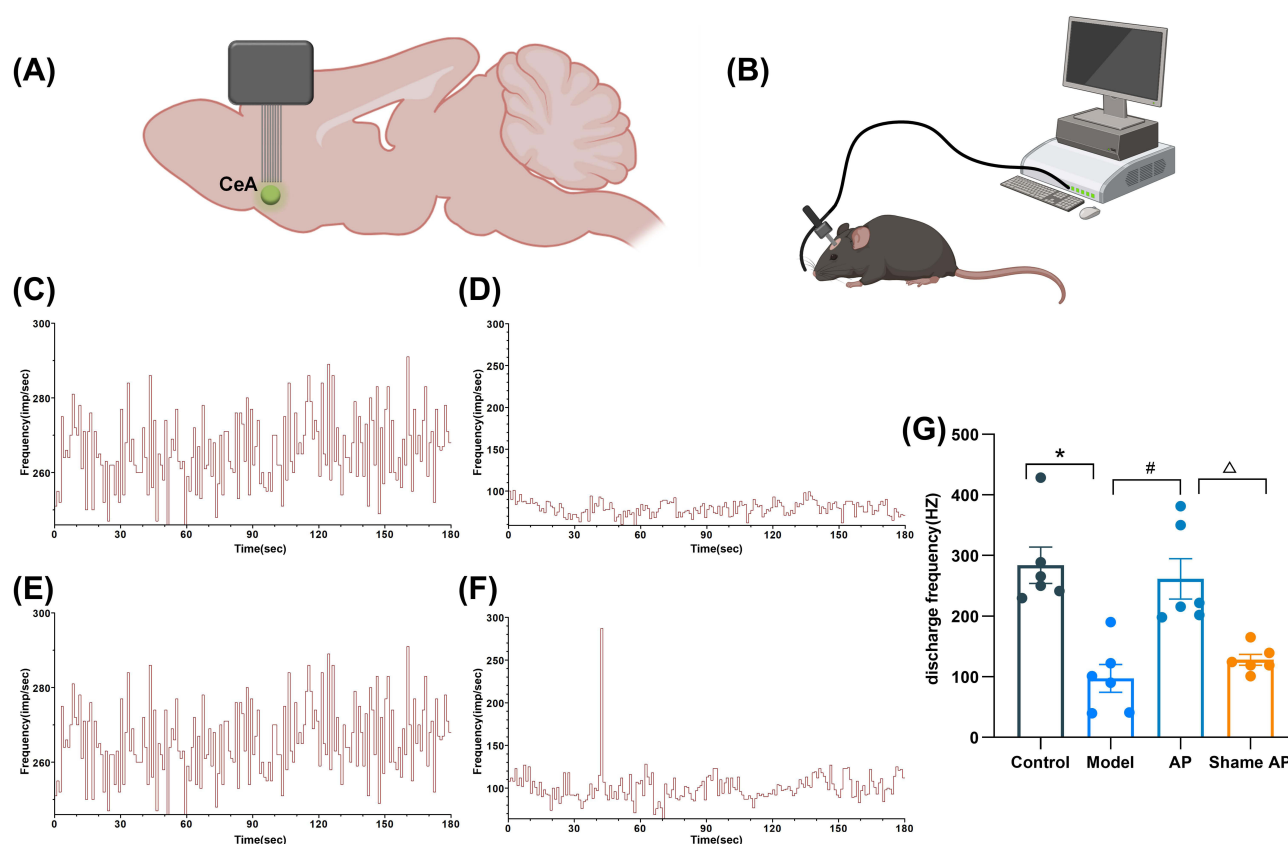 (A)
CeA
(B)
(C)
Frequency(imp/sec)
300
280
260
0
30
60
90
120
150
180
Time(sec)
(D)
Frequency(imp/sec)
300
250
200
150
100
0
30
60
90
120
150
180
Time(sec)
(E)
Frequency(imp/sec)
300
280
260
0
30
60
90
120
150
180
Time(sec)
(F)
Frequency(imp/sec)
300
250
200
150
100
0
30
60
90
120
150
180
Time(sec)
(G)
discharge frequency(HZ)
500
400
300
200
100
0
*
#
△
Control
Model
AP
Shame AP